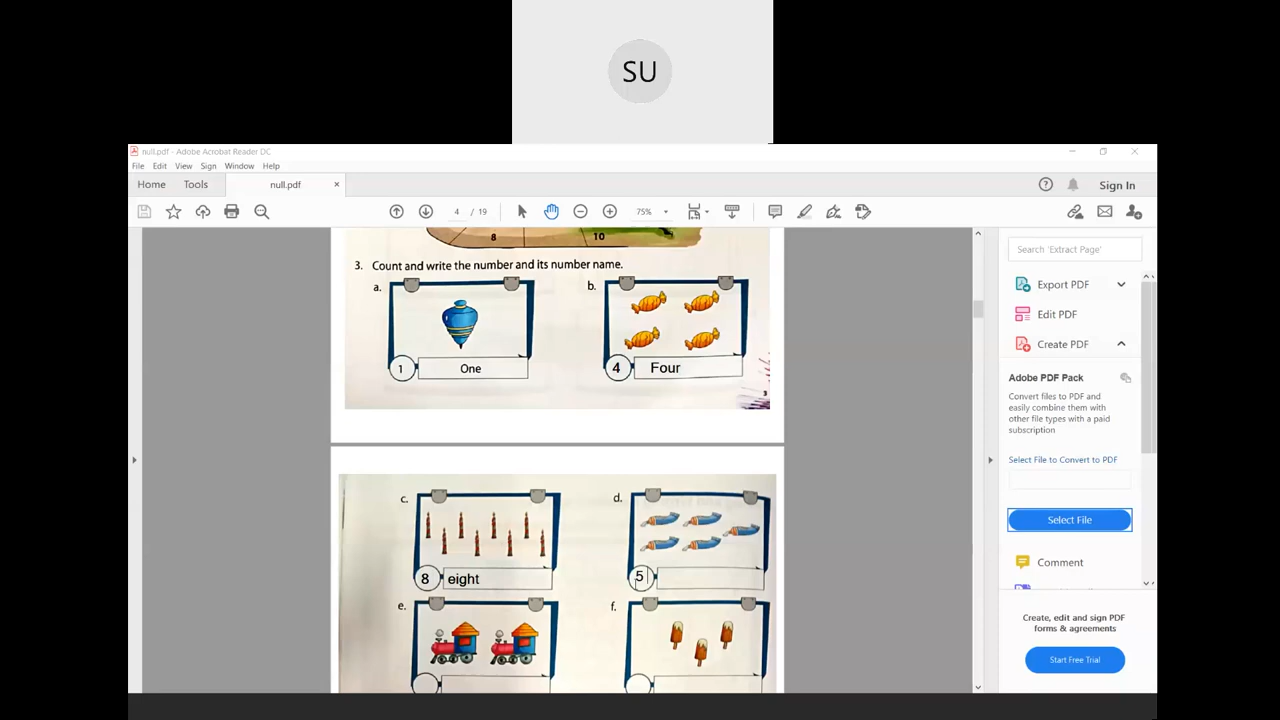 SU
null.pdf - Adobe Acrobat Reader DC
File Edit View Sign Window Help
Home Tools null.pdf × Sign In
4 / 19 75%
8 10
3. Count and write the number and its number name.
a. b.
1 One 4 Four
3
c. d.
8 eight 5
e. f.
Search 'Extract Page'
Export PDF
Edit PDF
Create PDF
Adobe PDF Pack
Convert files to PDF and
easily combine them with
other file types with a paid
subscription
Select File to Convert to PDF
Select File
Comment
Create, edit and sign PDF
forms & agreements
Start Free Trial